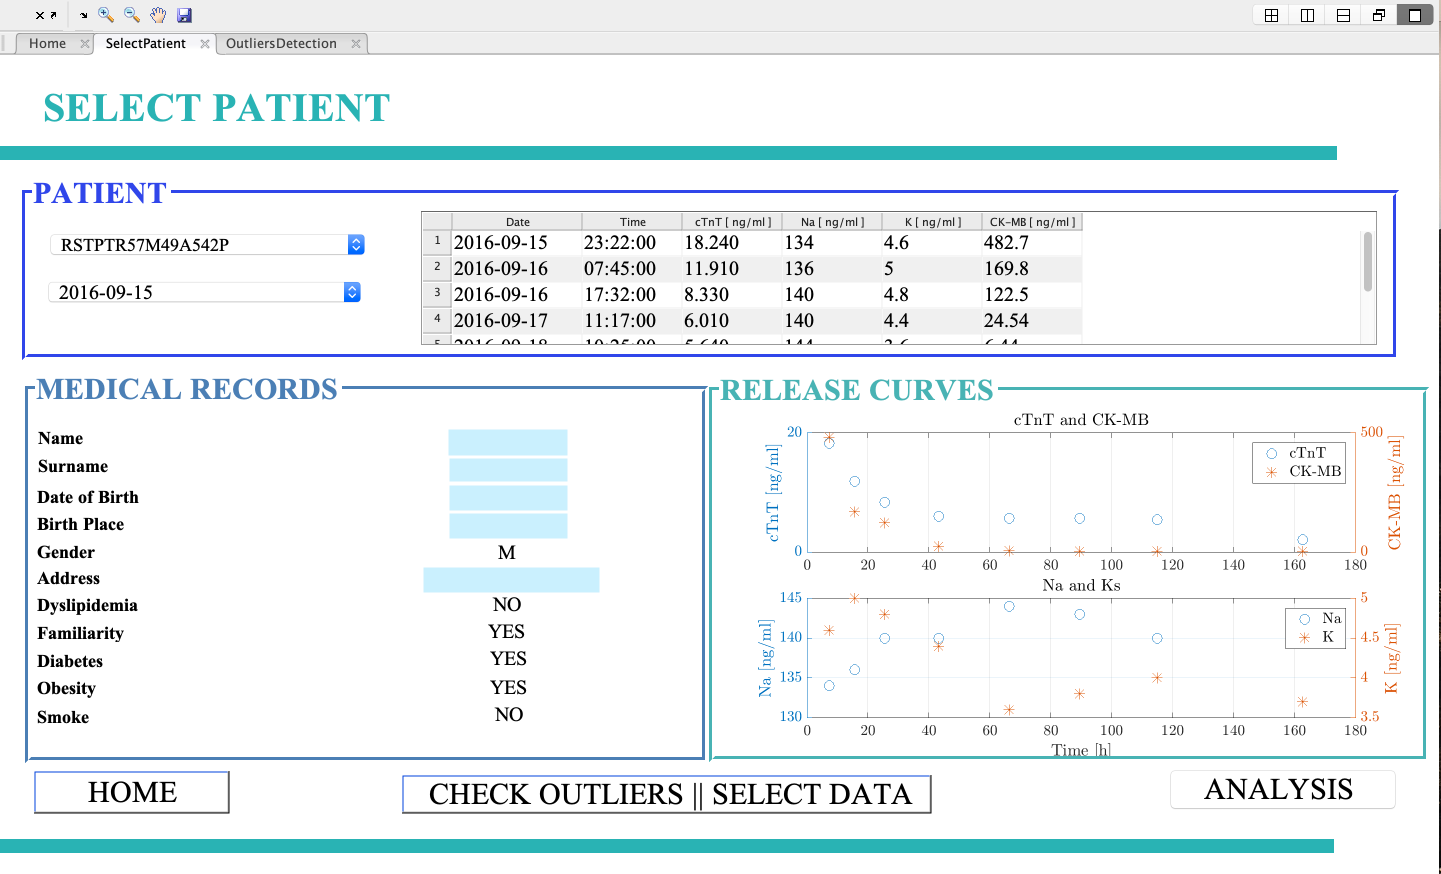 Home SelectPatient OutliersDetection
SELECT PATIENT
PATIENT
RSTPTR57M49A542P
2016-09-15
Date Time cTnT [ ng/ml ] Na [ ng/ml ] K [ ng/ml ] CK-MB [ ng/ml ]
1 2016-09-15 23:22:00 18.240 134 4.6 482.7
2 2016-09-16 07:45:00 11.910 136 5 169.8
3 2016-09-16 17:32:00 8.330 140 4.8 122.5
4 2016-09-17 11:17:00 6.010 140 4.4 24.54
MEDICAL RECORDS
Name
Surname
Date of Birth
Birth Place
Gender M
Address
Dyslipidemia NO
Familiarity YES
Diabetes YES
Obesity YES
Smoke NO
RELEASE CURVES
cTnT and CK-MB
20
0
cTnT [ng/ml]
500
0
CK-MB [ng/ml]
cTnT
CK-MB
0 20 40 60 80 100 120 140 160 180
Na and Ks
145
140
135
130
Na [ng/ml]
5
4.5
4
3.5
K [ng/ml]
Na
K
0 20 40 60 80 100 120 140 160 180
Time [h]
HOME
CHECK OUTLIERS || SELECT DATA
ANALYSIS